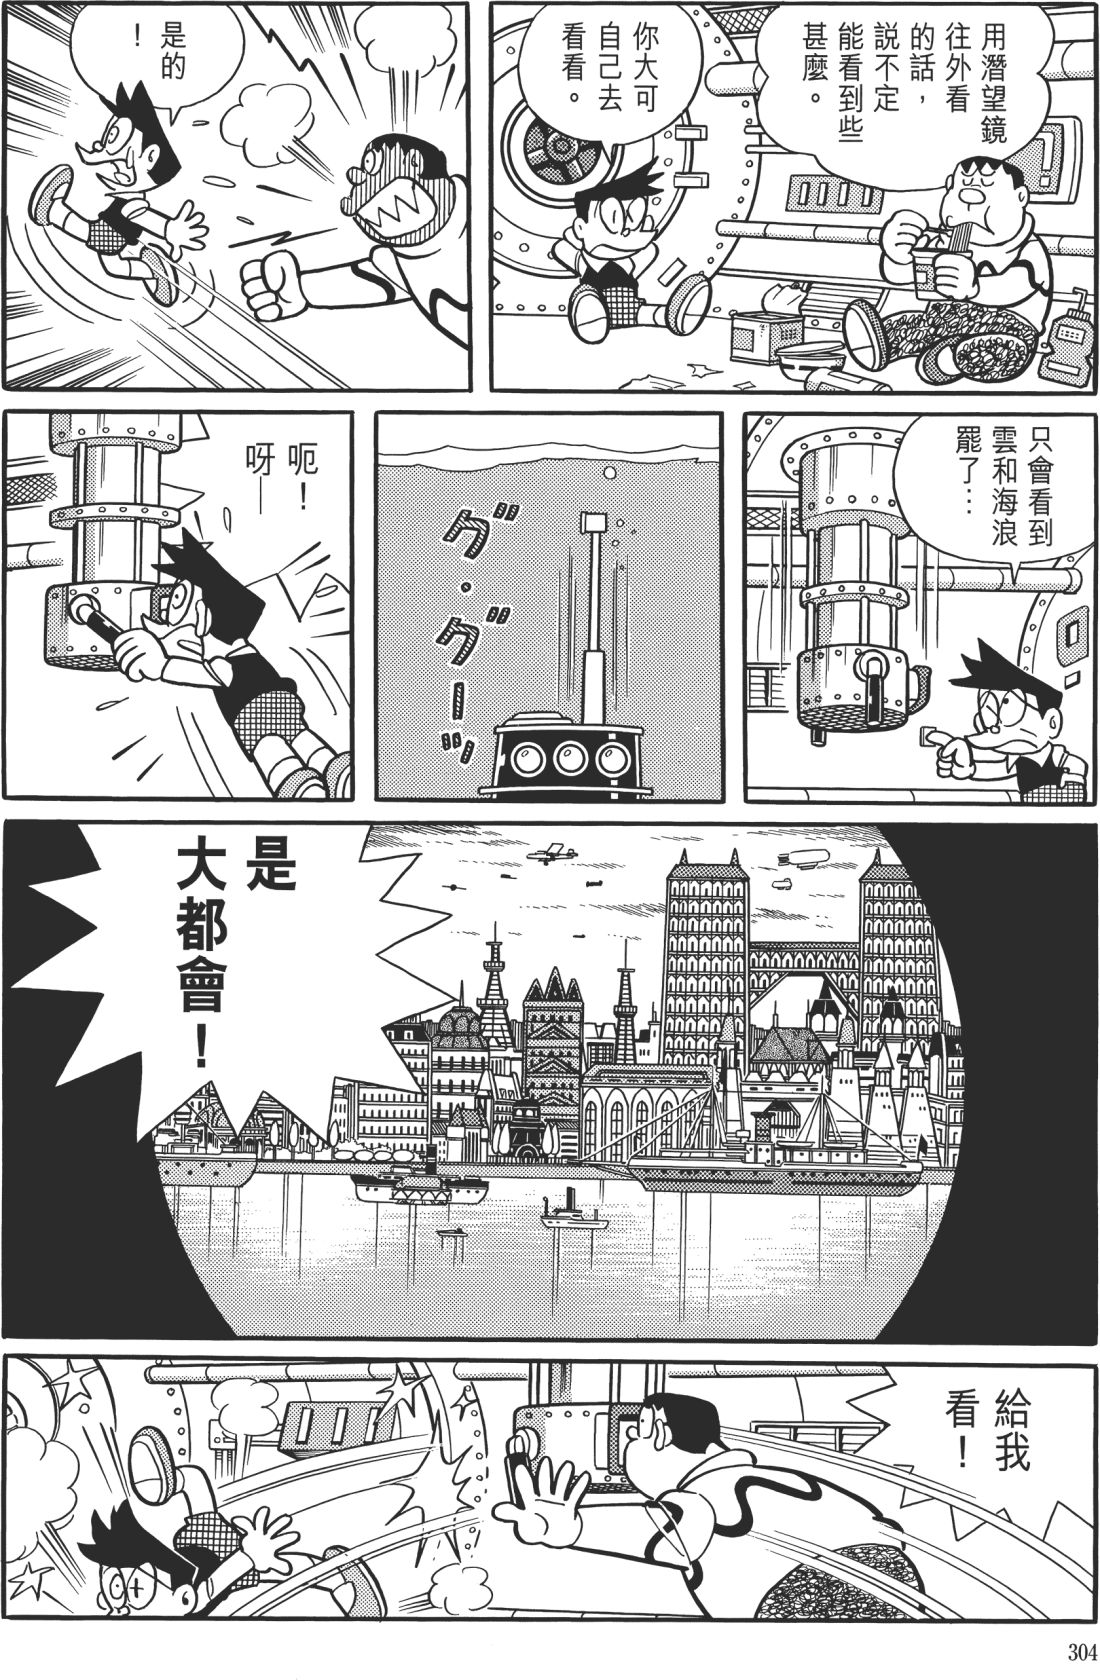 用潛望鏡
往外看
的話，
說不定
能看到些
甚麼。
你大可
自己去
看看。
是的
！
只會看到
雲和海浪
罷了…
グ・グーッ
呃！
呀—
是
大都會！
給我
看！
304